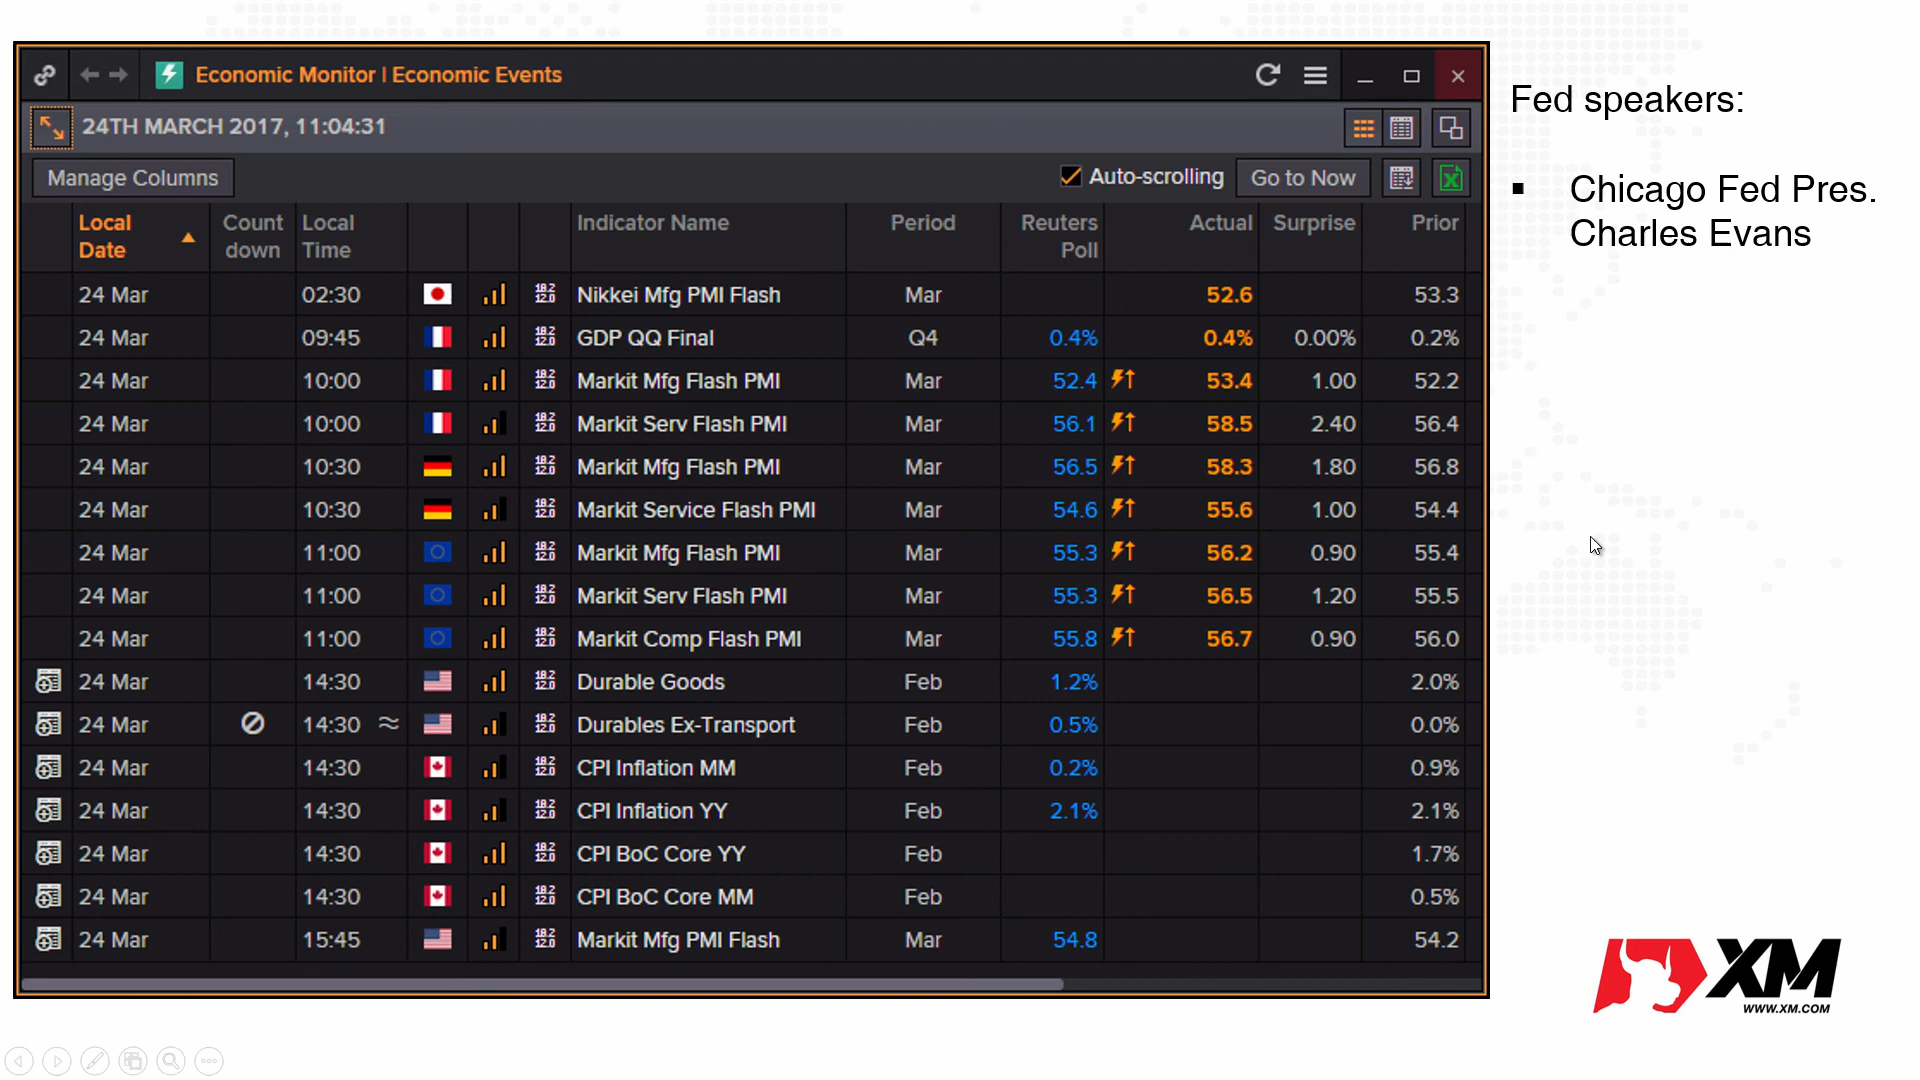 Economic Monitor | Economic Events
24TH MARCH 2017, 11:04:31
Manage Columns Auto-scrolling Go to Now
Local Date Count down Local Time Indicator Name Period Reuters Poll Actual Surprise Prior
24 Mar 02:30 Nikkei Mfg PMI Flash Mar 52.6 53.3
24 Mar 09:45 GDP QQ Final Q4 0.4% 0.4% 0.00% 0.2%
24 Mar 10:00 Markit Mfg Flash PMI Mar 52.4 53.4 1.00 52.2
24 Mar 10:00 Markit Serv Flash PMI Mar 56.1 58.5 2.40 56.4
24 Mar 10:30 Markit Mfg Flash PMI Mar 56.5 58.3 1.80 56.8
24 Mar 10:30 Markit Service Flash PMI Mar 54.6 55.6 1.00 54.4
24 Mar 11:00 Markit Mfg Flash PMI Mar 55.3 56.2 0.90 55.4
24 Mar 11:00 Markit Serv Flash PMI Mar 55.3 56.5 1.20 55.5
24 Mar 11:00 Markit Comp Flash PMI Mar 55.8 56.7 0.90 56.0
24 Mar 14:30 Durable Goods Feb 1.2% 2.0%
24 Mar 14:30 ≈ Durables Ex-Transport Feb 0.5% 0.0%
24 Mar 14:30 CPI Inflation MM Feb 0.2% 0.9%
24 Mar 14:30 CPI Inflation YY Feb 2.1% 2.1%
24 Mar 14:30 CPI BoC Core YY Feb 1.7%
24 Mar 14:30 CPI BoC Core MM Feb 0.5%
24 Mar 15:45 Markit Mfg PMI Flash Mar 54.8 54.2
Fed speakers:
▪ Chicago Fed Pres.
Charles Evans
XM
WWW.XM.COM